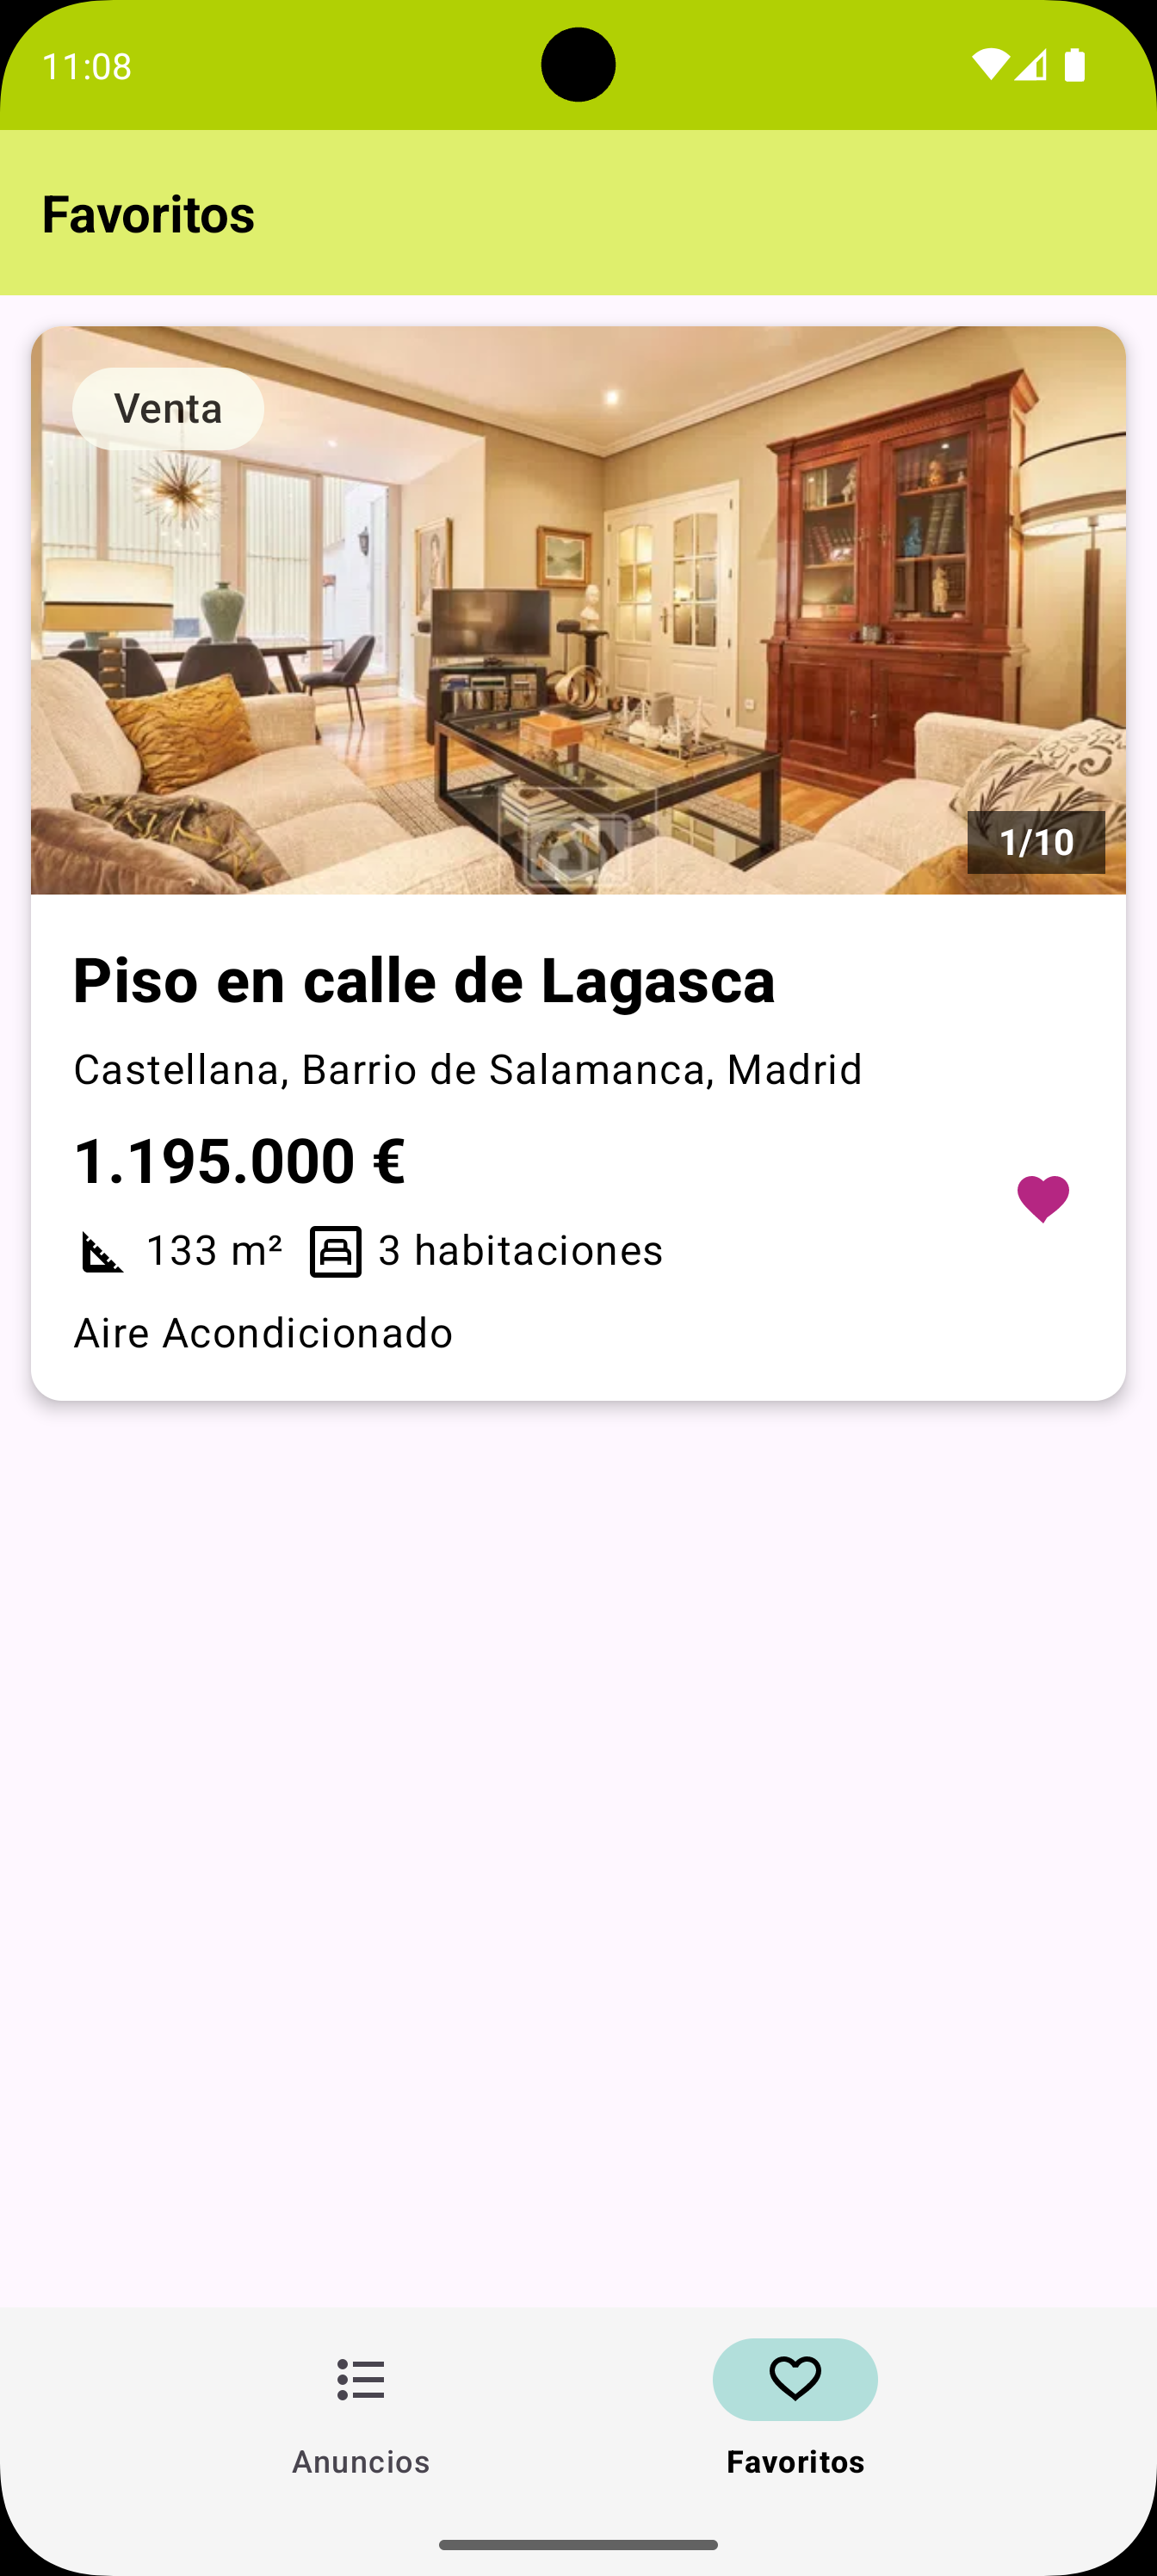 11:08
Favoritos
Venta
1/10
Piso en calle de Lagasca
Castellana, Barrio de Salamanca, Madrid
1.195.000 €
133 m² 3 habitaciones
Aire Acondicionado
Anuncios Favoritos